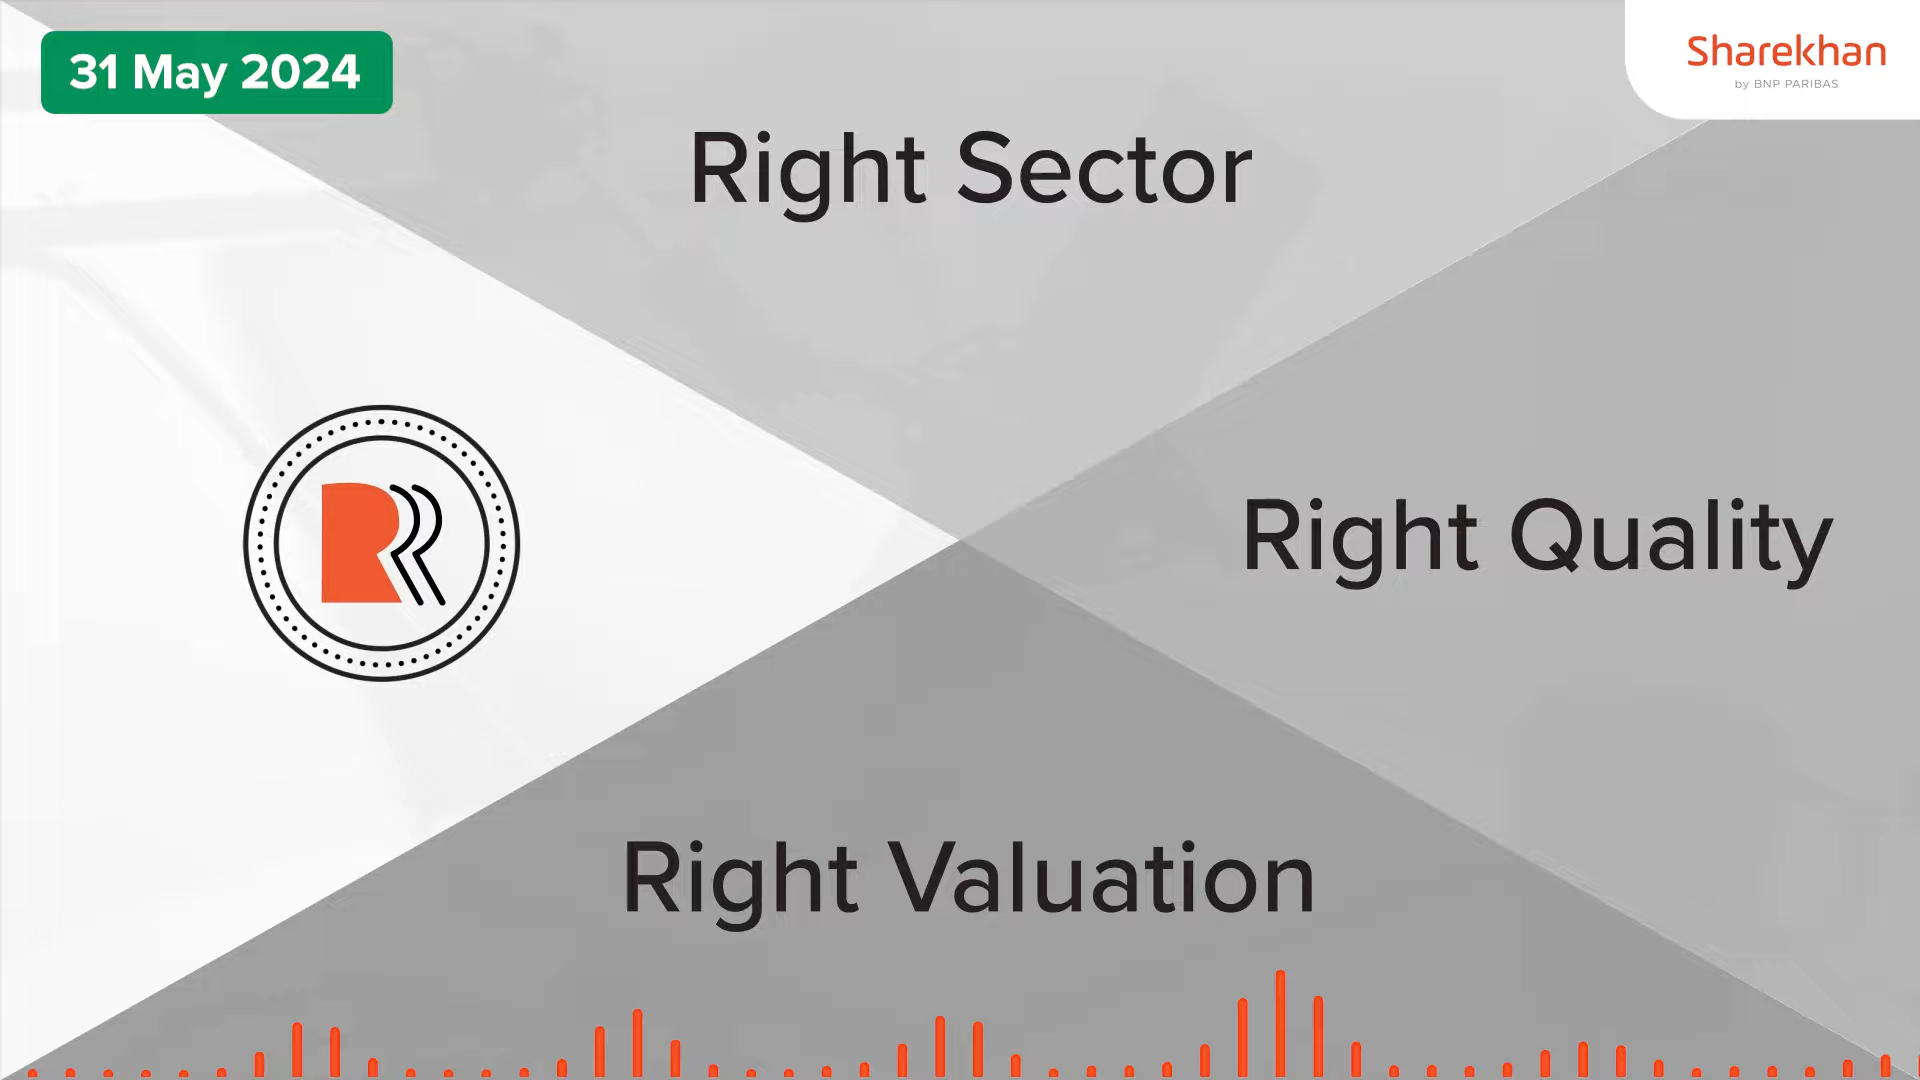 31 May 2024
Sharekhan
by BNP PARIBAS
Right Sector
R
Right Quality
Right Valuation